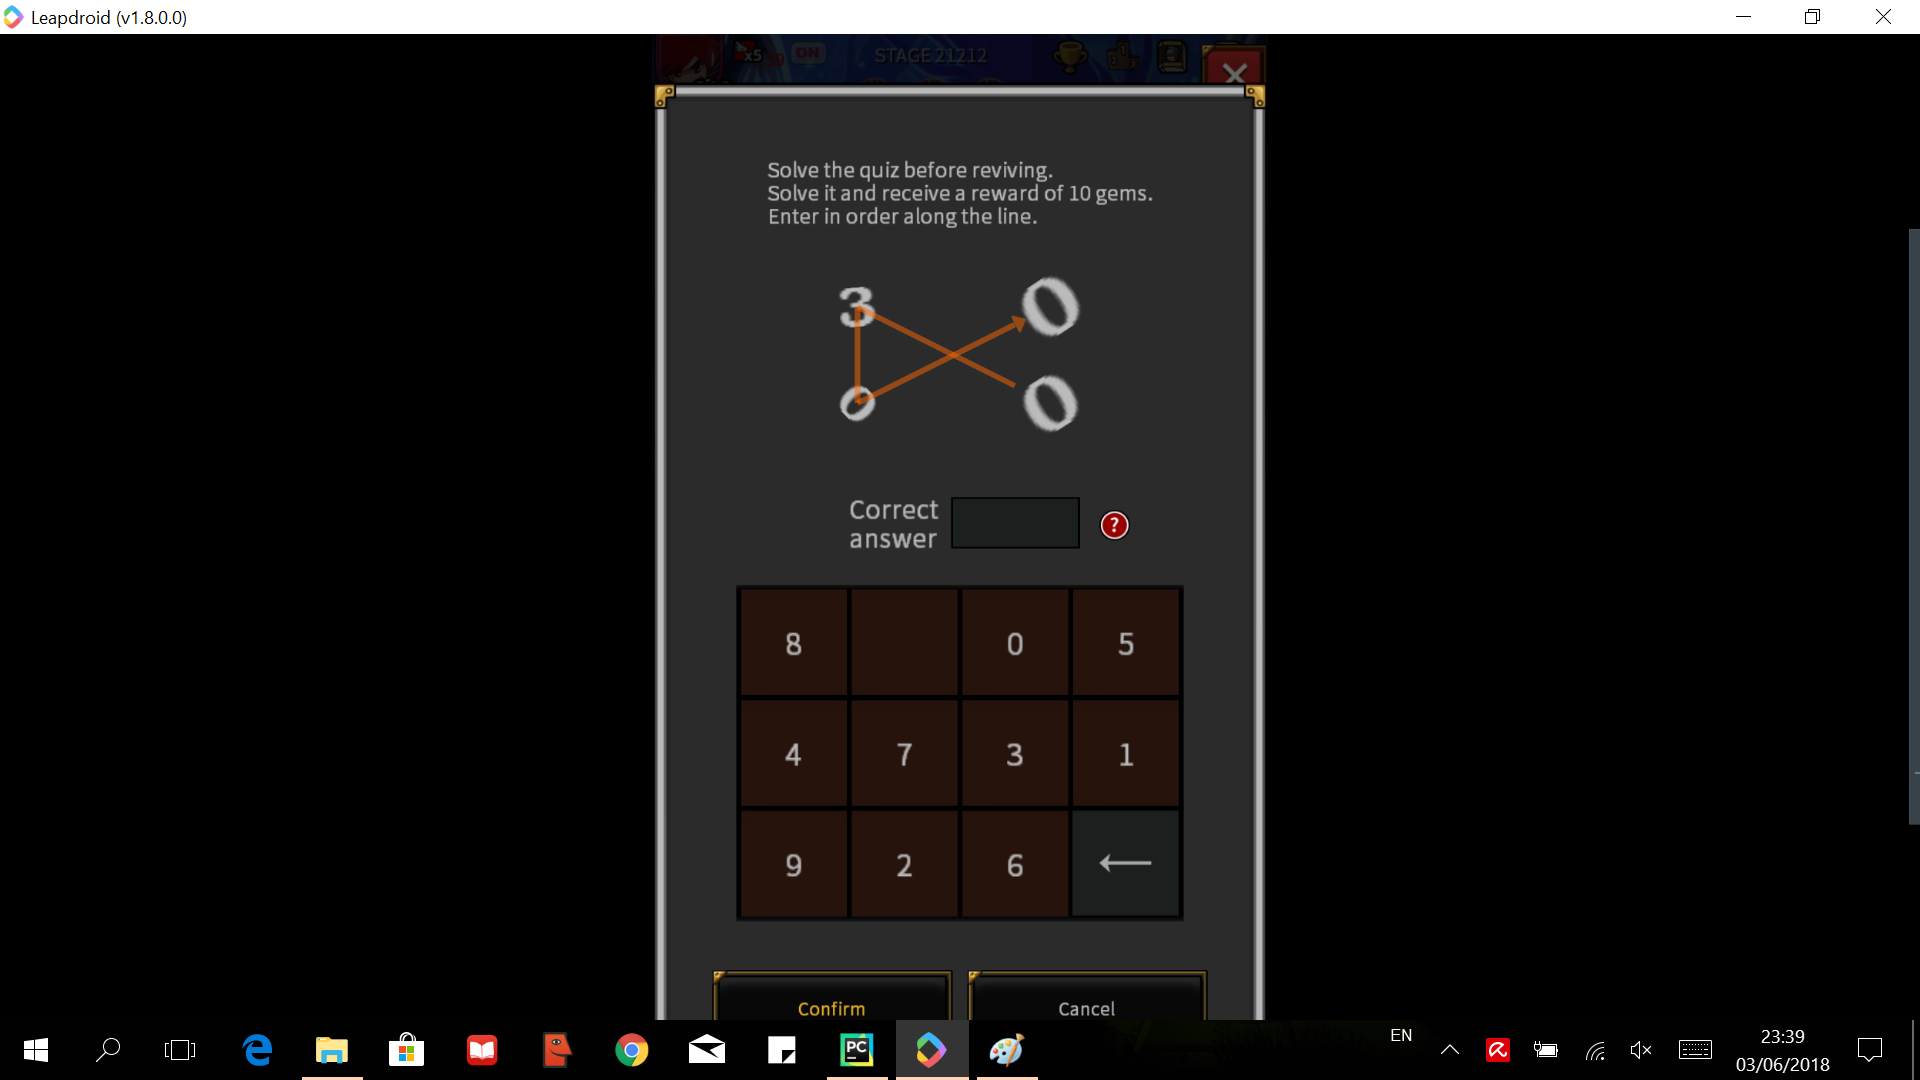 Leapdroid (v1.8.0.0)
x5 ON STAGE 21212
Solve the quiz before reviving.
Solve it and receive a reward of 10 gems.
Enter in order along the line.
3 0
0 0
Correct
answer
?
8 0 5
4 7 3 1
9 2 6 ←
Confirm Cancel
PC
EN
23:39
03/06/2018